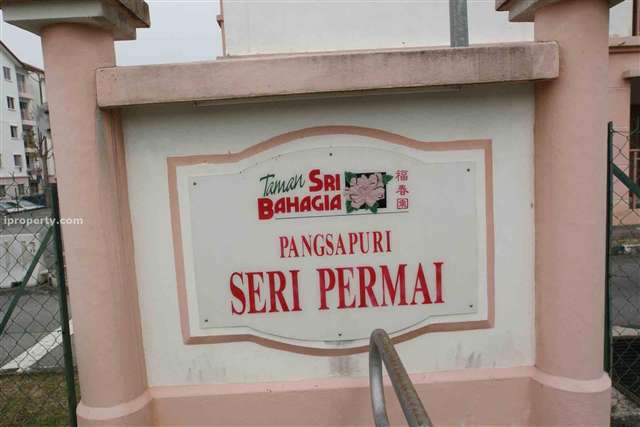 Taman SRI
BAHAGIA
福春園
PANGSAPURI
SERI PERMAI
iproperty.com